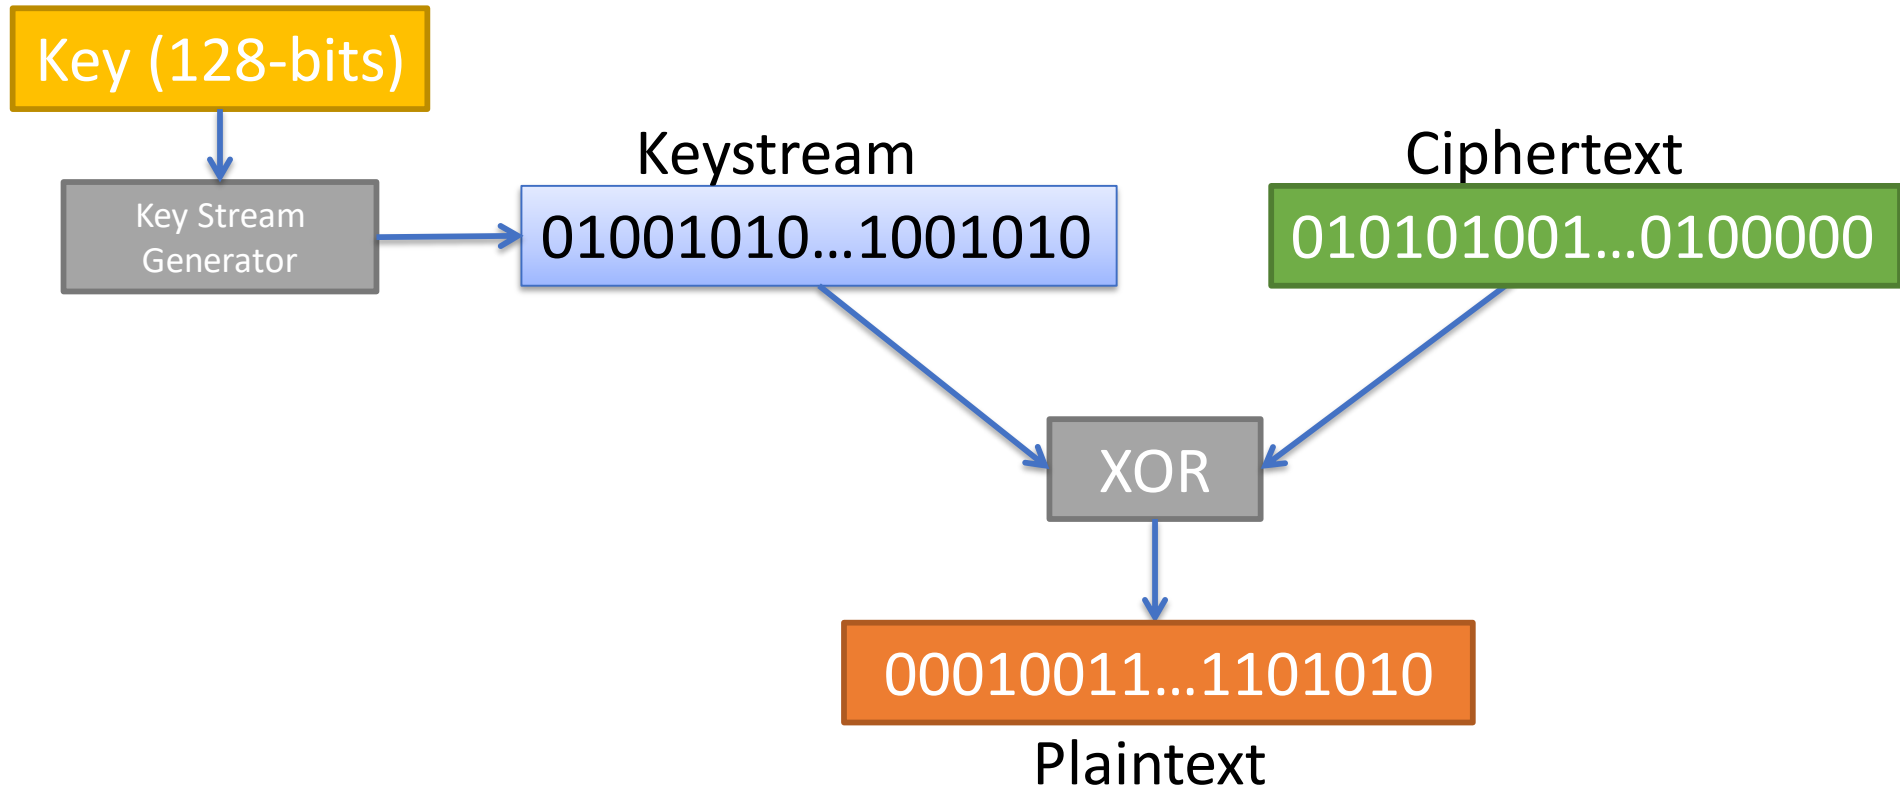 Key (128-bits)
Keystream
Ciphertext
Key Stream
Generator
01001010...1001010
010101001...0100000
XOR
00010011...1101010
Plaintext